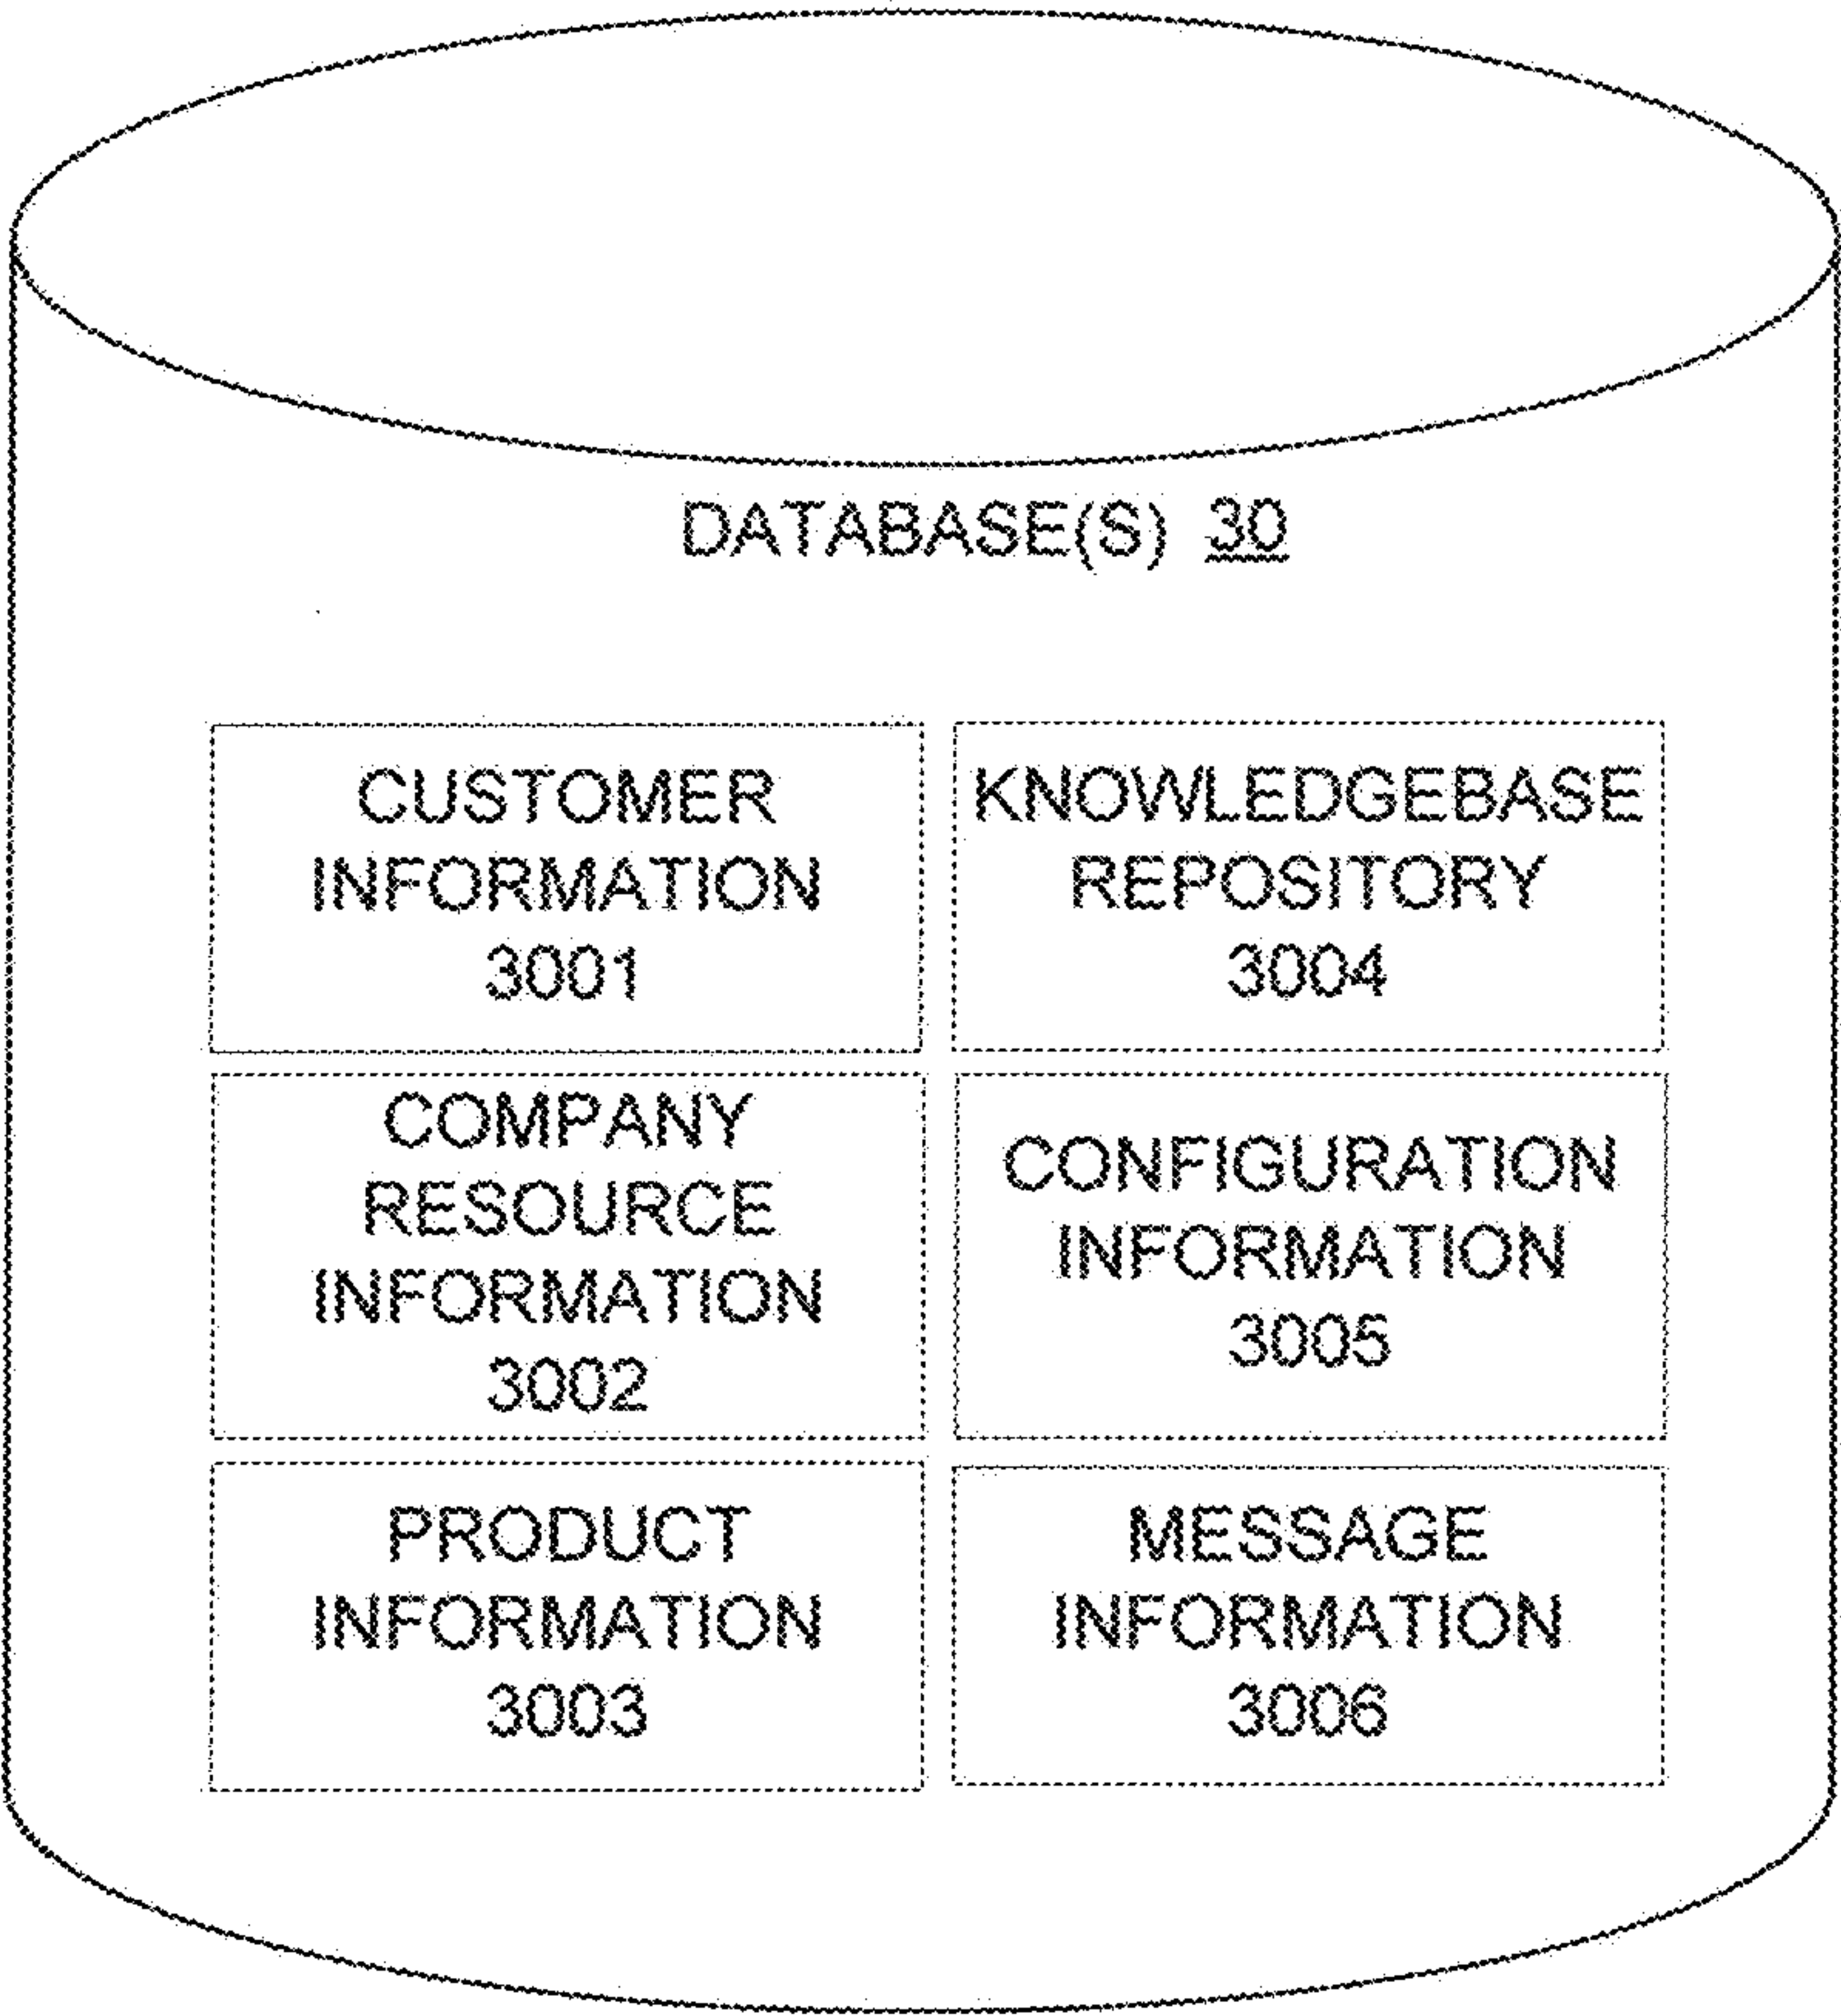 DATABASE(S) 30
CUSTOMER
INFORMATION
3001
KNOWLEDGEBASE
REPOSITORY
3004
COMPANY
RESOURCE
INFORMATION
3002
CONFIGURATION
INFORMATION
3005
PRODUCT
INFORMATION
3003
MESSAGE
INFORMATION
3006